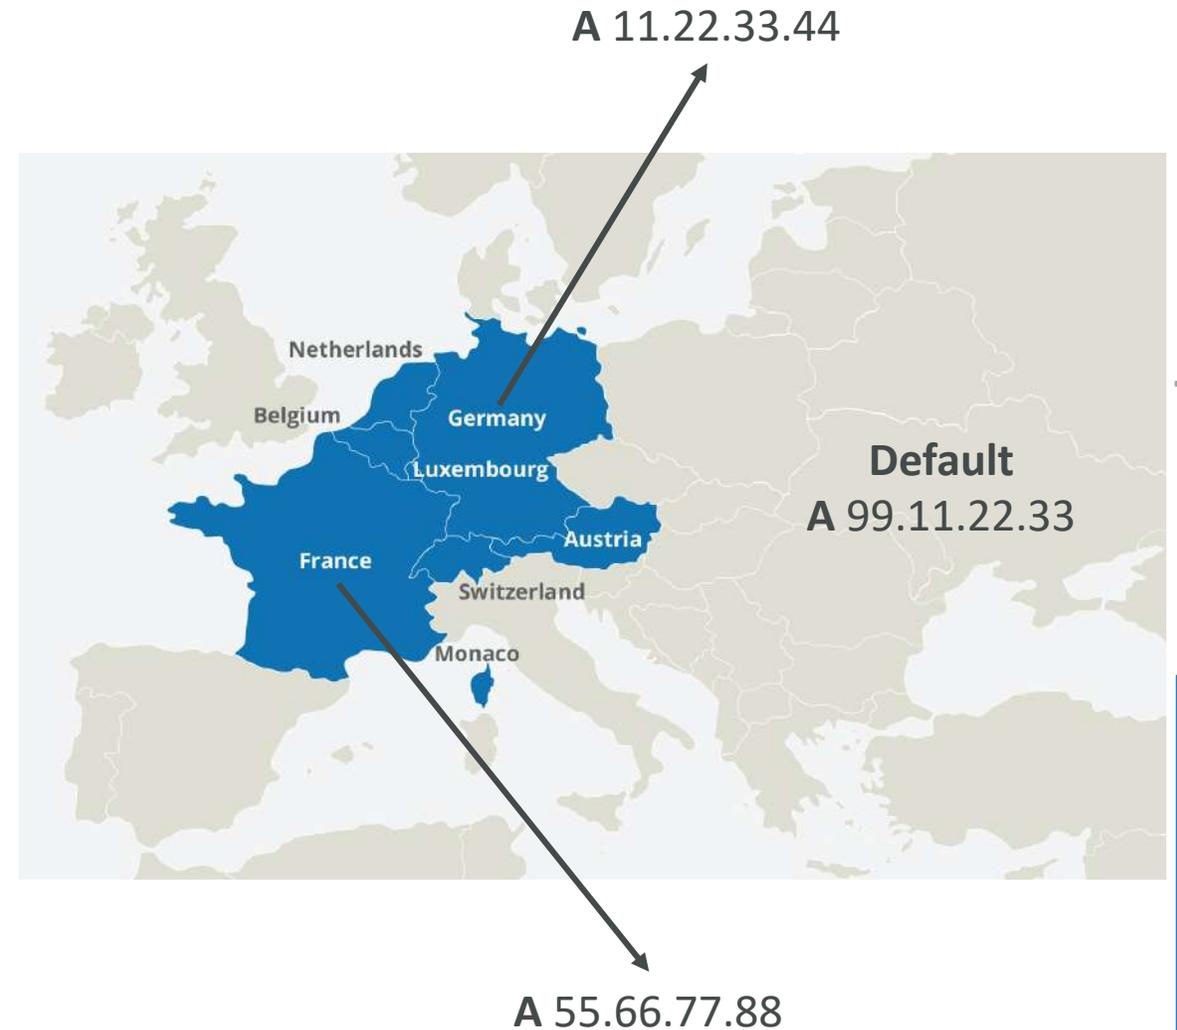 A 11.22.33.44
Netherlands
Belgium
Germany
Luxembourg
Default
A 99.11.22.33
Austria
France
Switzerland
Monaco
A 55.66.77.88